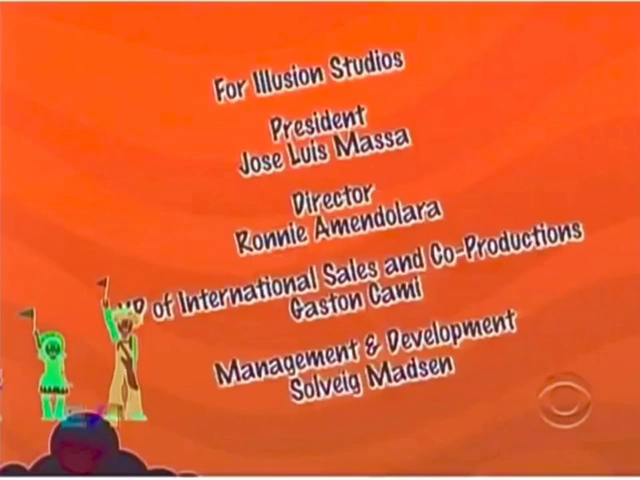 For Illusion Studios
President
Jose Luis Massa
Director
Ronnie Amendolara
VP of International Sales and Co-Productions
Gaston Cami
Management & Development
Solveig Madsen